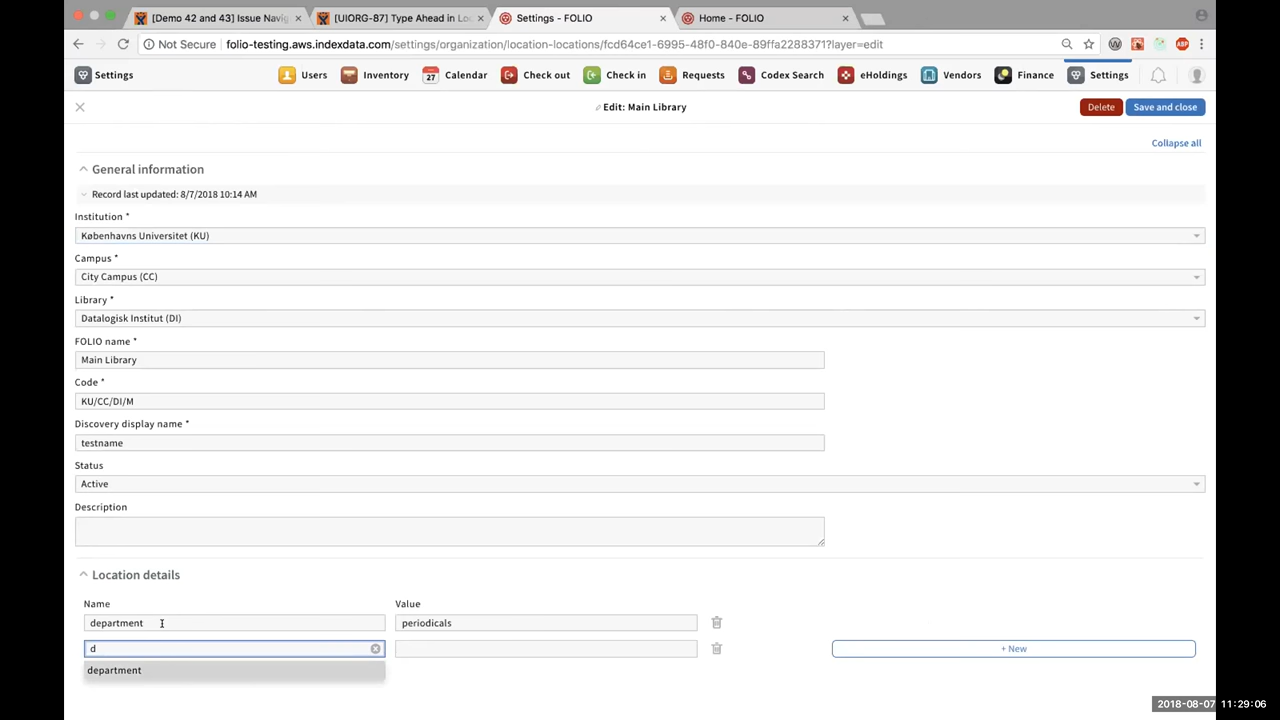 [Demo 42 and 43] Issue Navig
[UIORG-87] Type Ahead in Loc
Settings - FOLIO
Home - FOLIO
Not Secure
folio-testing.aws.indexdata.com/settings/organization/location-locations/fcd64ce1-6995-48f0-840e-89ffa2288371?layer=edit
ABP
Settings
Users
Inventory
27
Calendar
Check out
Check in
Requests
Codex Search
eHoldings
Vendors
Finance
Settings
Edit: Main Library
Delete
Save and close
Collapse all
General information
Record last updated: 8/7/2018 10:14 AM
Institution *
Københavns Universitet (KU)
Campus *
City Campus (CC)
Library *
Datalogisk Institut (DI)
FOLIO name *
Main Library
Code *
KU/CC/DI/M
Discovery display name *
testname
Status
Active
Description
Location details
Name
Value
department
periodicals
d
+ New
department
2018-08-07 11:29:06